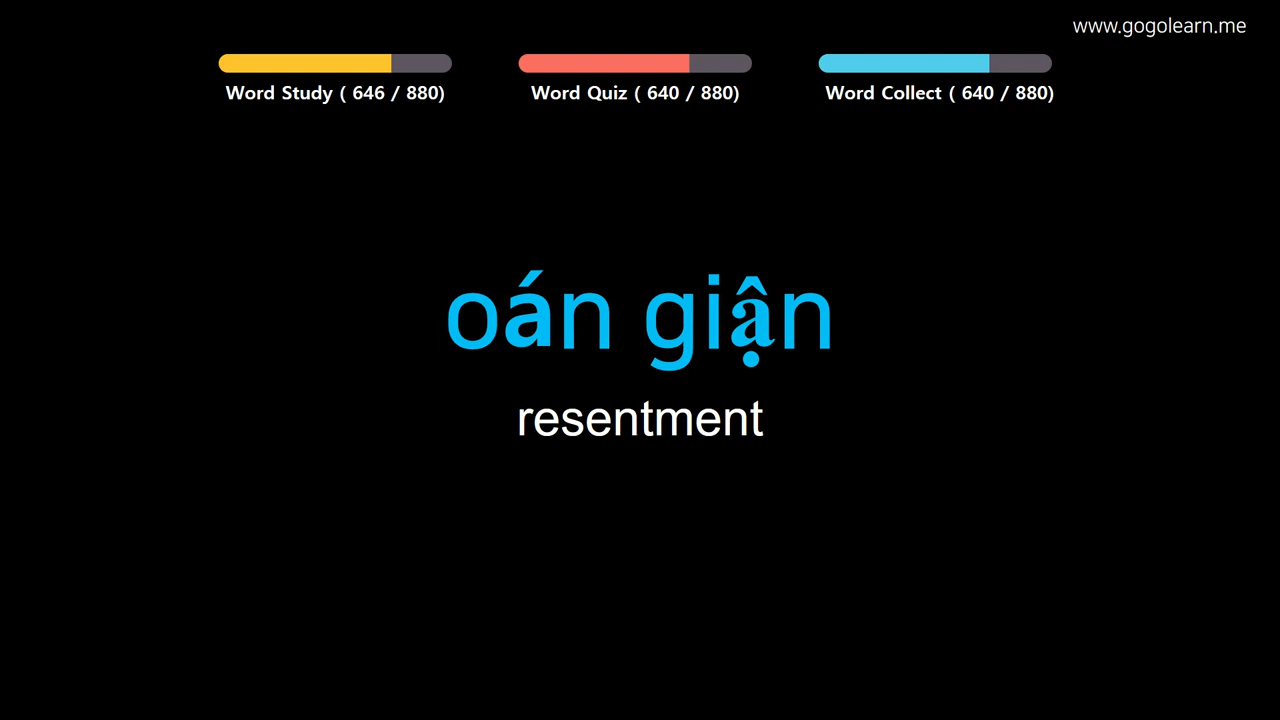 www.gogolearn.me
Word Study ( 646 / 880)
Word Quiz ( 640 / 880)
Word Collect ( 640 / 880)
oán giận
resentment